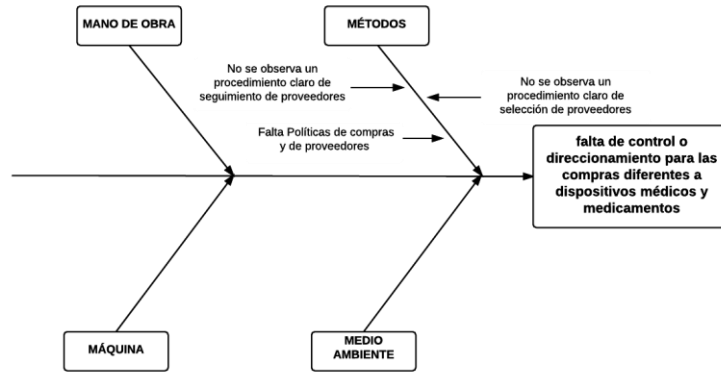 MANO DE OBRA
MÉTODOS
No se observa un
procedimiento claro de
seguimiento de proveedores
No se observa un
procedimiento claro de
selección de proveedores
Falta Políticas de compras
y de proveedores
falta de control o
direccionamiento para las
compras diferentes a
dispositivos médicos y
medicamentos
MÁQUINA
MEDIO
AMBIENTE